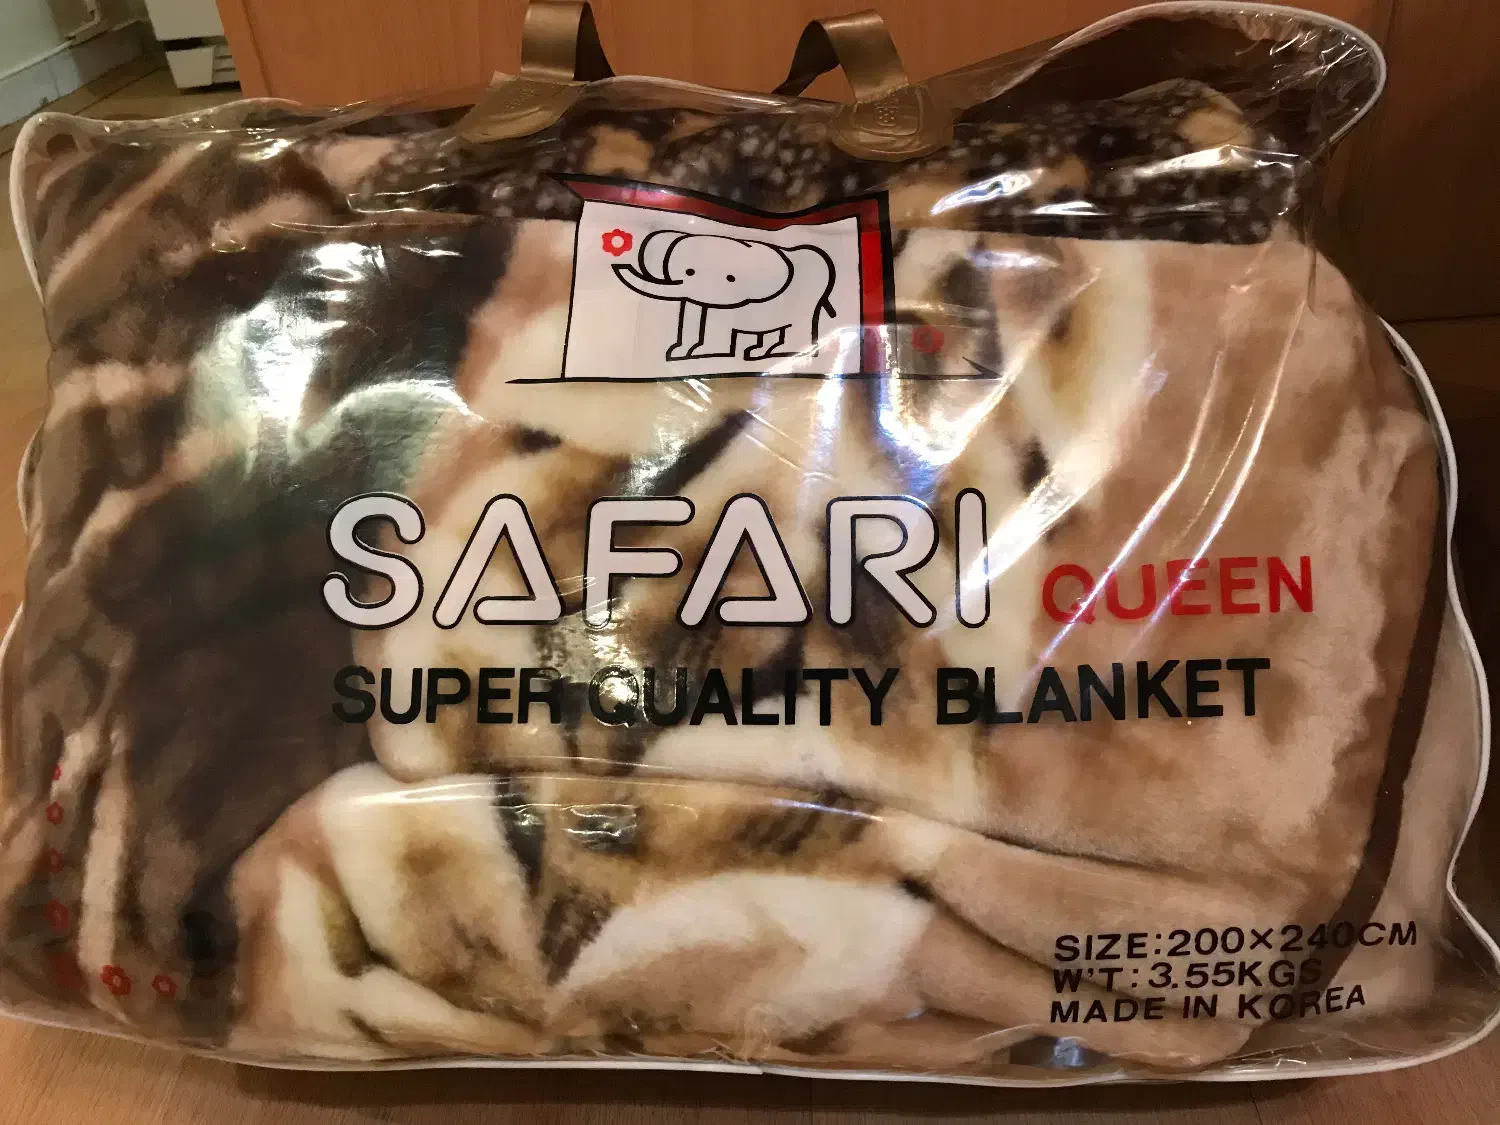 SAFARI QUEEN
SUPER QUALITY BLANKET
SIZE:200×240CM
W'T:3.55KGS
MADE IN KOREA